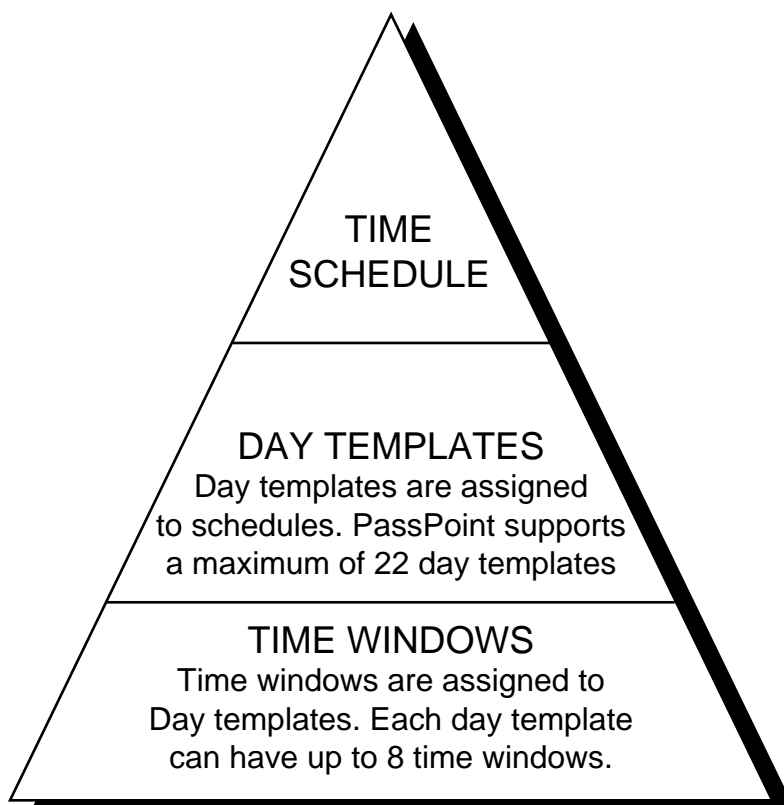 TIME
SCHEDULE
DAY TEMPLATES
Day templates are assigned
to schedules. PassPoint supports
a maximum of 22 day templates
TIME WINDOWS
Time windows are assigned to
Day templates. Each day template
can have up to 8 time windows.